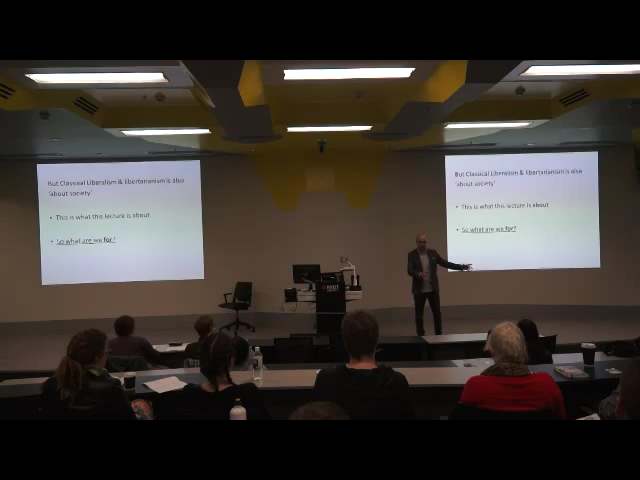 But Classical Liberalism & libertarianism is also
'about society'
• This is what this lecture is about
• So what are we for?
But Classical Liberalism & libertarianism is also
'about society'
• This is what this lecture is about
• So what are we for?